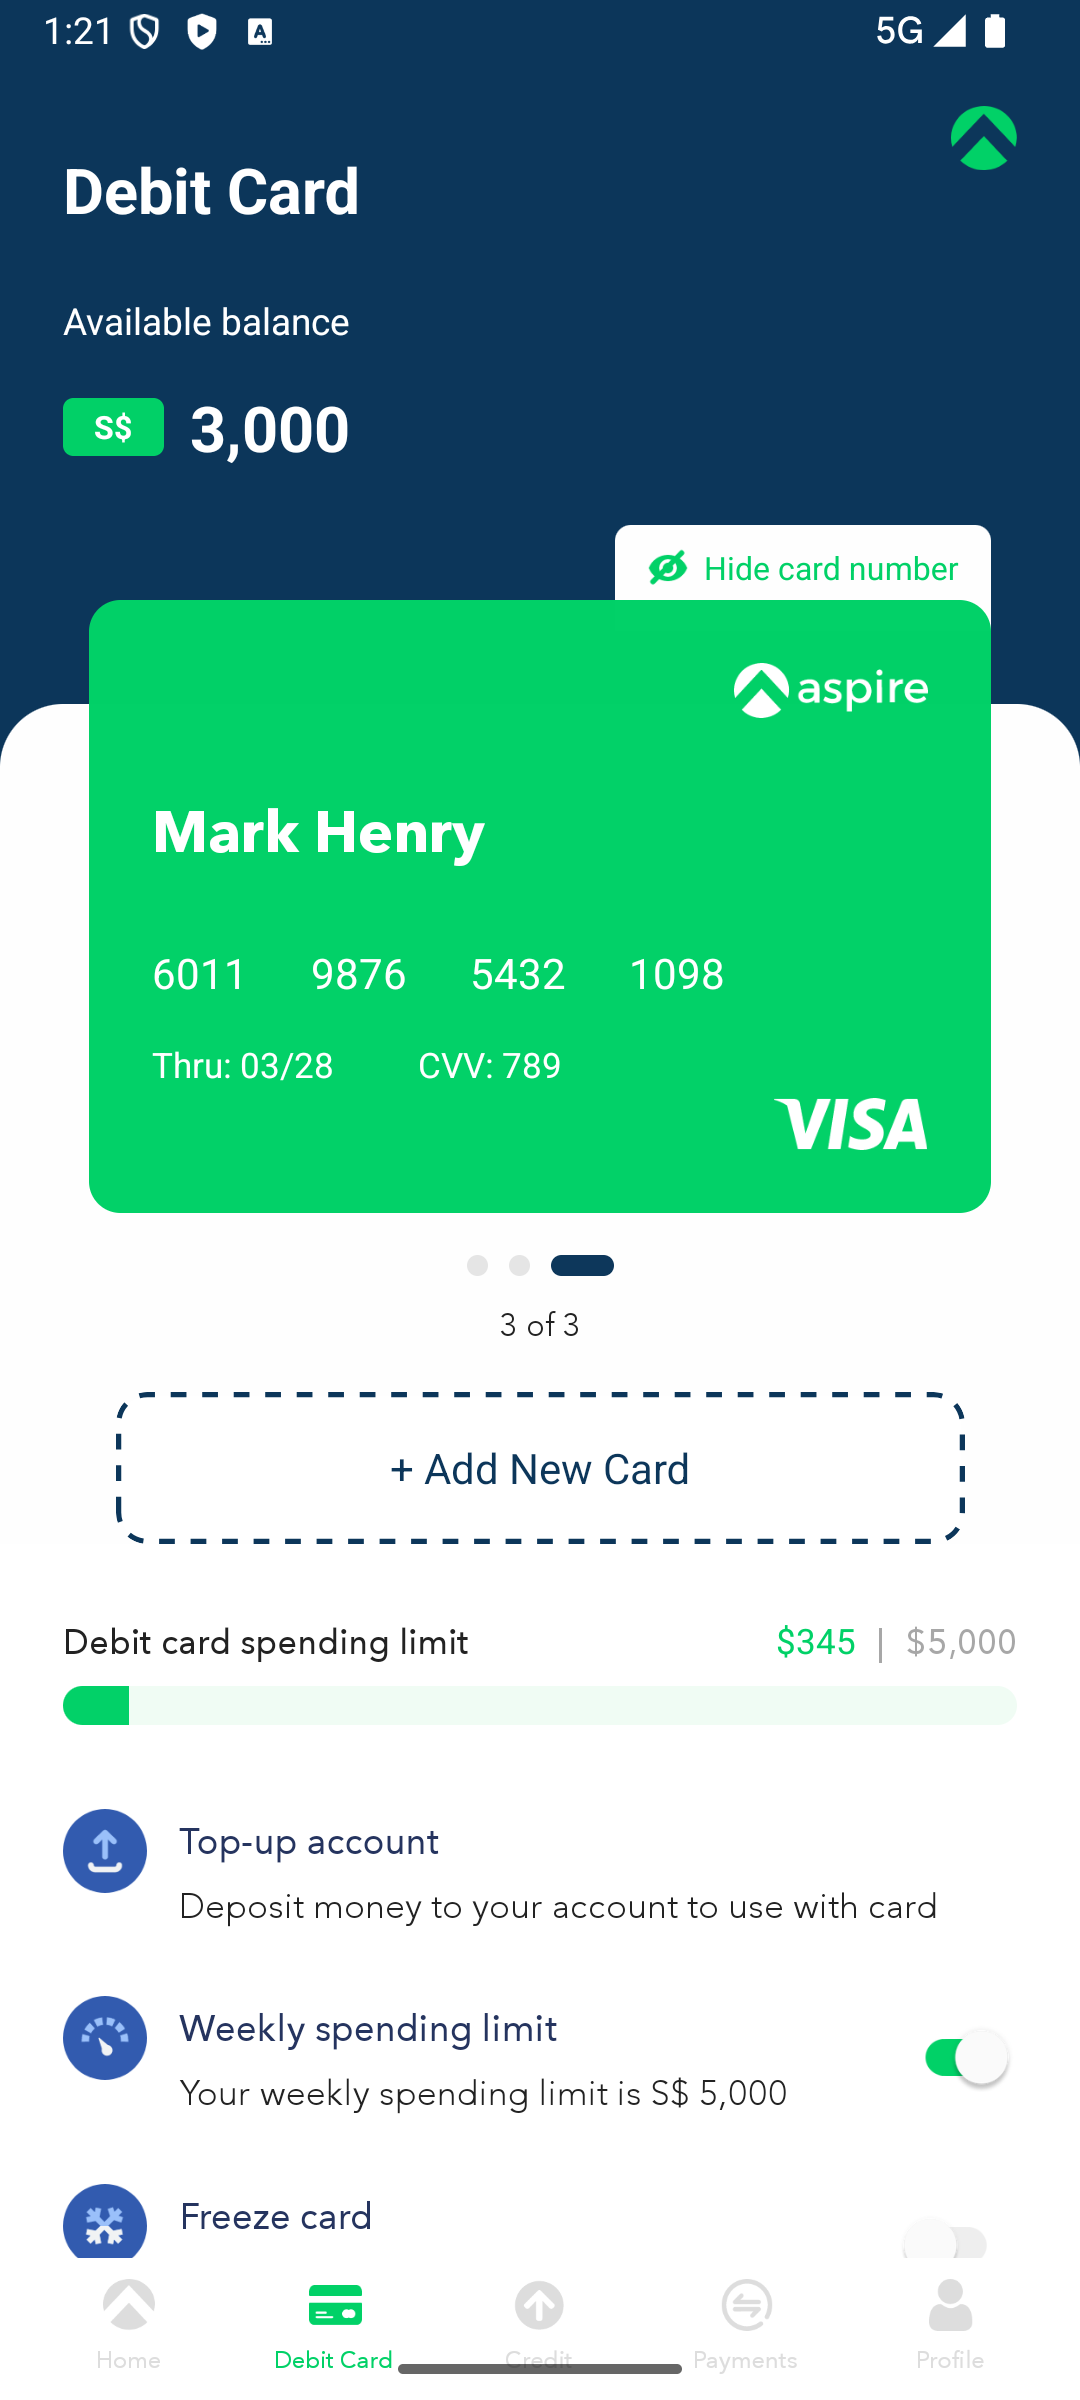 1:21 5G
Debit Card
Available balance
S$ 3,000
Hide card number
aspire
Mark Henry
6011 9876 5432 1098
Thru: 03/28 CVV: 789
VISA
3 of 3
+ Add New Card
Debit card spending limit $345 | $5,000
Top-up account
Deposit money to your account to use with card
Weekly spending limit
Your weekly spending limit is S$ 5,000
Freeze card
Home Debit Card Credit Payments Profile